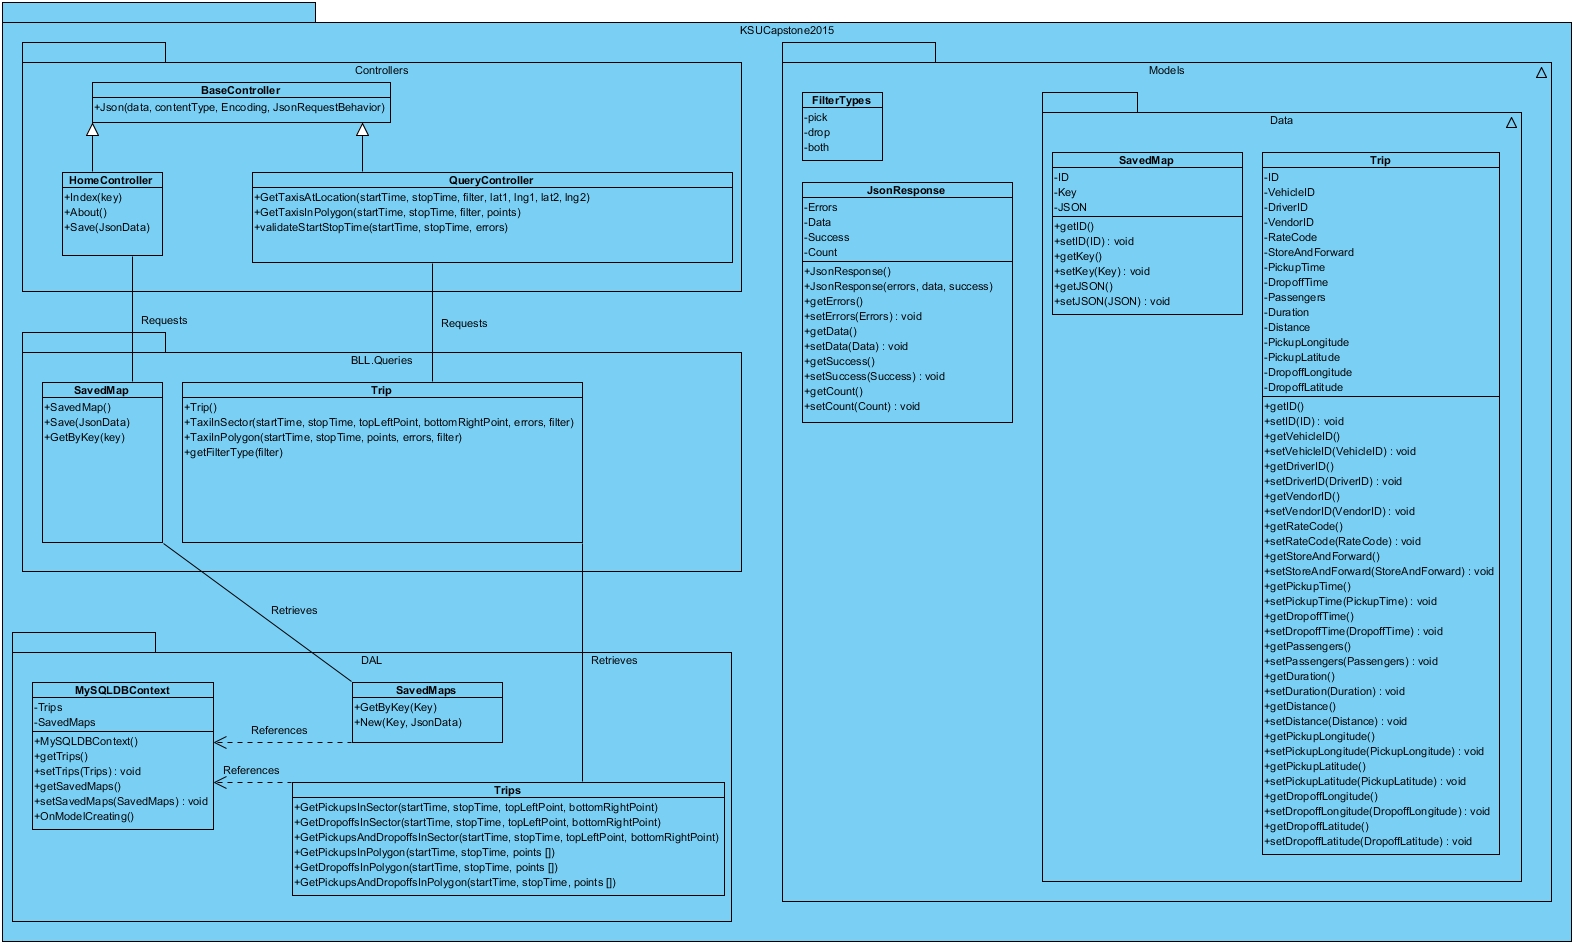 KSUCapstone2015
Controllers
BaseController
+Json(data, contentType, Encoding, JsonRequestBehavior)
HomeController
+Index(key)
+About()
+Save(JsonData)
QueryController
+GetTaxisAtLocation(startTime, stopTime, filter, lat1, lng1, lat2, lng2)
+GetTaxisInPolygon(startTime, stopTime, filter, points)
+validateStartStopTime(startTime, stopTime, errors)
Requests
Requests
BLL.Queries
SavedMap
+SavedMap()
+Save(JsonData)
+GetByKey(key)
Trip
+Trip()
+TaxiInSector(startTime, stopTime, topLeftPoint, bottomRightPoint, errors, filter)
+TaxiInPolygon(startTime, stopTime, points, errors, filter)
+getFilterType(filter)
Retrieves
Retrieves
DAL
MySQLDBContext
-Trips
-SavedMaps
+MySQLDBContext()
+getTrips()
+setTrips(Trips) : void
+getSavedMaps()
+setSavedMaps(SavedMaps) : void
+OnModelCreating()
SavedMaps
+GetByKey(Key)
+New(Key, JsonData)
References
References
Trips
+GetPickupsInSector(startTime, stopTime, topLeftPoint, bottomRightPoint)
+GetDropoffsInSector(startTime, stopTime, topLeftPoint, bottomRightPoint)
+GetPickupsAndDropoffsInSector(startTime, stopTime, topLeftPoint, bottomRightPoint)
+GetPickupsInPolygon(startTime, stopTime, points [])
+GetDropoffsInPolygon(startTime, stopTime, points [])
+GetPickupsAndDropoffsInPolygon(startTime, stopTime, points [])
Models
FilterTypes
-pick
-drop
-both
JsonResponse
-Errors
-Data
-Success
-Count
+JsonResponse()
+JsonResponse(errors, data, success)
+getErrors()
+setErrors(Errors) : void
+getData()
+setData(Data) : void
+getSuccess()
+setSuccess(Success) : void
+getCount()
+setCount(Count) : void
Data
SavedMap
-ID
-Key
-JSON
+getID()
+setID(ID) : void
+getKey()
+setKey(Key) : void
+getJSON()
+setJSON(JSON) : void
Trip
-ID
-VehicleID
-DriverID
-VendorID
-RateCode
-StoreAndForward
-PickupTime
-DropoffTime
-Passengers
-Duration
-Distance
-PickupLongitude
-PickupLatitude
-DropoffLongitude
-DropoffLatitude
+getID()
+setID(ID) : void
+getVehicleID()
+setVehicleID(VehicleID) : void
+getDriverID()
+setDriverID(DriverID) : void
+getVendorID()
+setVendorID(VendorID) : void
+getRateCode()
+setRateCode(RateCode) : void
+getStoreAndForward()
+setStoreAndForward(StoreAndForward) : void
+getPickupTime()
+setPickupTime(PickupTime) : void
+getDropoffTime()
+setDropoffTime(DropoffTime) : void
+getPassengers()
+setPassengers(Passengers) : void
+getDuration()
+setDuration(Duration) : void
+getDistance()
+setDistance(Distance) : void
+getPickupLongitude()
+setPickupLongitude(PickupLongitude) : void
+getPickupLatitude()
+setPickupLatitude(PickupLatitude) : void
+getDropoffLongitude()
+setDropoffLongitude(DropoffLongitude) : void
+getDropoffLatitude()
+setDropoffLatitude(DropoffLatitude) : void